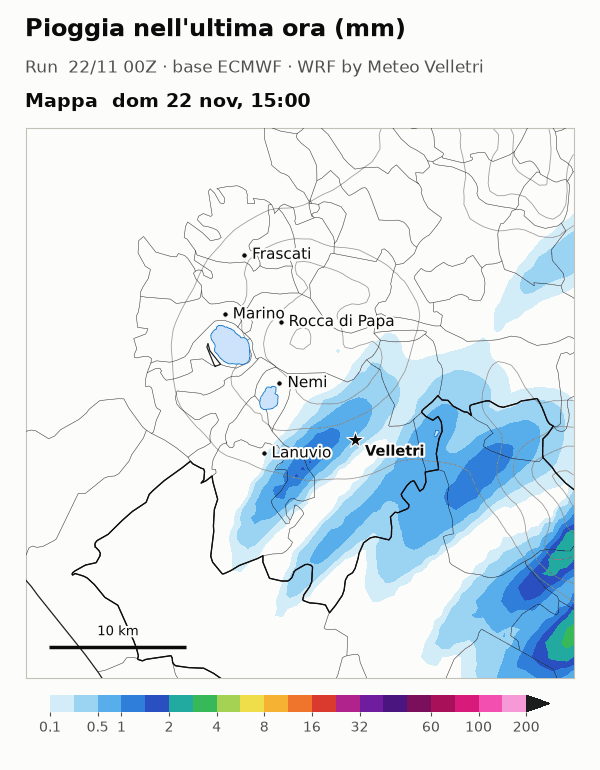 Pioggia nell'ultima ora (mm)
Run  22/11 00Z · base ECMWF · WRF by Meteo Velletri
Mappa  dom 22 nov, 15:00
Frascati
Marino
Rocca di Papa
Nemi
Velletri
Lanuvio
10 km
0.1 0.5 1 2 4 8 16 32 60 100 200